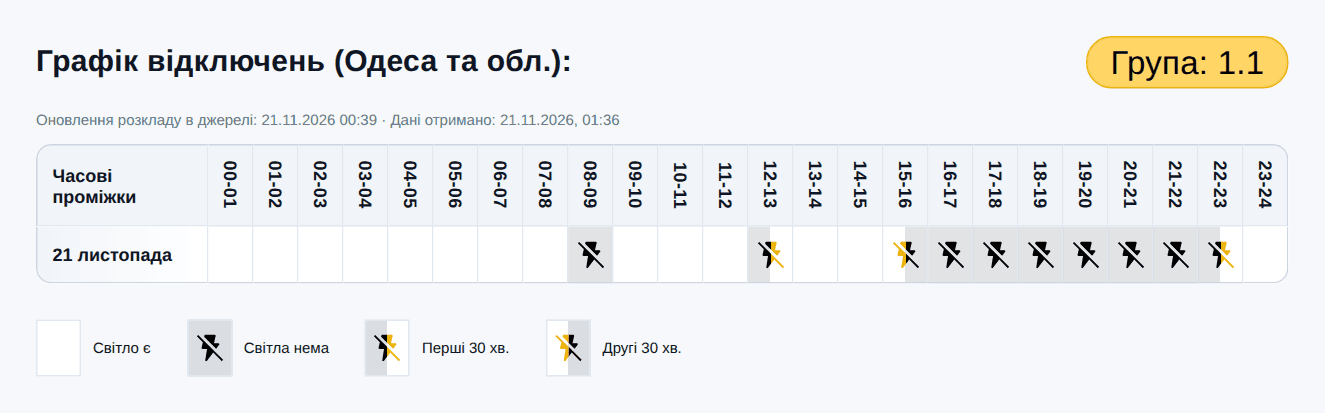 Графік відключень (Одеса та обл.):
Група: 1.1
Оновлення розкладу в джерелі: 21.11.2026 00:39 · Дані отримано: 21.11.2026, 01:36
Часові
проміжки
00-01
01-02
02-03
03-04
04-05
05-06
06-07
07-08
08-09
09-10
10-11
11-12
12-13
13-14
14-15
15-16
16-17
17-18
18-19
19-20
20-21
21-22
22-23
23-24
21 листопада
Світло є
Світла нема
Перші 30 хв.
Другі 30 хв.